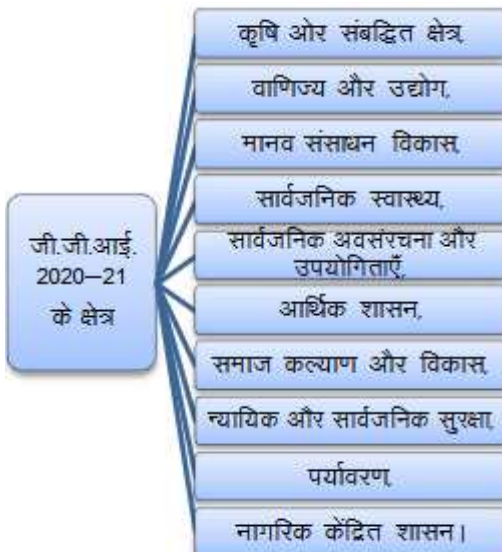 जी.जी.आई.
2020–21
के क्षेत्र
कृषि ओर संबद्धित क्षेत्र,
वाणिज्य और उद्योग,
मानव संसाधन विकास,
सार्वजनिक स्वास्थ्य,
सार्वजनिक अवसंरचना और
उपयोगिताएँ,
आर्थिक शासन,
समाज कल्याण और विकास,
न्यायिक और सार्वजनिक सुरक्षा,
पर्यावरण,
नागरिक केंद्रित शासन।